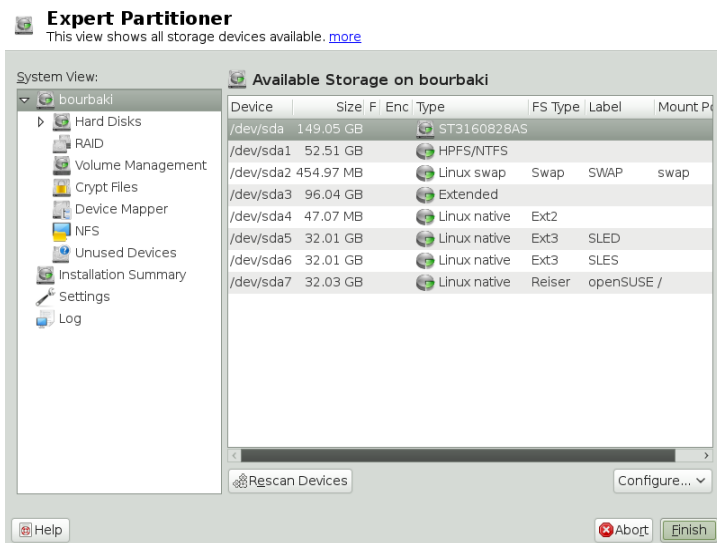 Expert Partitioner
This view shows all storage devices available. more
System View:
bourbaki
Hard Disks
RAID
Volume Management
Crypt Files
Device Mapper
NFS
Unused Devices
Installation Summary
Settings
Log
Available Storage on bourbaki
Device Size F Enc Type FS Type Label Mount Po
/dev/sda 149.05 GB ST3160828AS
/dev/sda1 52.51 GB HPFS/NTFS
/dev/sda2 454.97 MB Linux swap Swap SWAP swap
/dev/sda3 96.04 GB Extended
/dev/sda4 47.07 MB Linux native Ext2
/dev/sda5 32.01 GB Linux native Ext3 SLED
/dev/sda6 32.01 GB Linux native Ext3 SLES
/dev/sda7 32.03 GB Linux native Reiser openSUSE /
Rescan Devices Configure...
Help Abort Finish